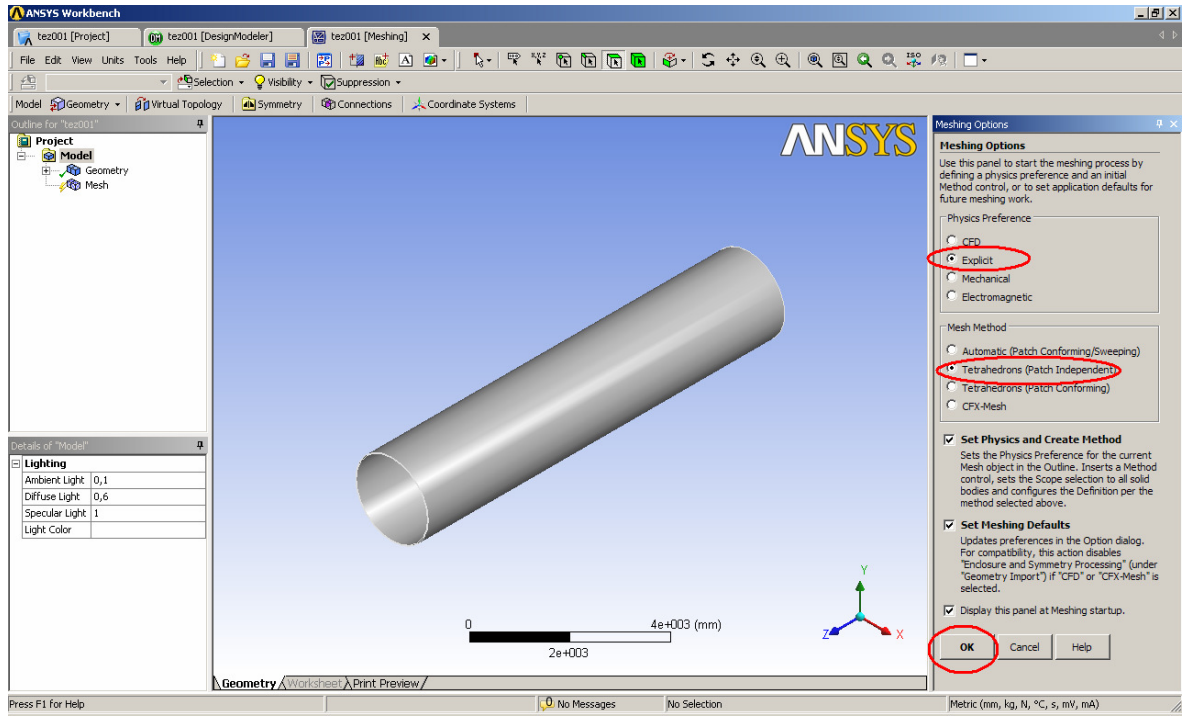 ANSYS Workbench
tez001 [Project] tez001 [DesignModeler] tez001 [Meshing]
File Edit View Units Tools Help
Selection Visibility Suppression
Model Geometry Virtual Topology Symmetry Connections Coordinate Systems
Outline for "tez001"
Project
Model
Geometry
Mesh
Details of "Model"
Lighting
Ambient Light 0,1
Diffuse Light 0,6
Specular Light 1
Light Color
ANSYS
0 4e+003 (mm)
2e+003
Y
Z X
Geometry Worksheet Print Preview
Meshing Options
Meshing Options
Use this panel to start the meshing process by
defining a physics preference and an initial
Method control, or to set application defaults for
future meshing work.
Physics Preference
CFD
Explicit
Mechanical
Electromagnetic
Mesh Method
Automatic (Patch Conforming/Sweeping)
Tetrahedrons (Patch Independent)
Tetrahedrons (Patch Conforming)
CFX-Mesh
Set Physics and Create Method
Sets the Physics Preference for the current
Mesh object in the Outline. Inserts a Method
control, sets the Scope selection to all solid
bodies and configures the Definition per the
method selected above.
Set Meshing Defaults
Updates preferences in the Option dialog.
For compatibility, this action disables
"Enclosure and Symmetry Processing" (under
"Geometry Import") if "CFD" or "CFX-Mesh" is
selected.
Display this panel at Meshing startup.
OK Cancel Help
Press F1 for Help 0 No Messages No Selection Metric (mm, kg, N, °C, s, mV, mA)